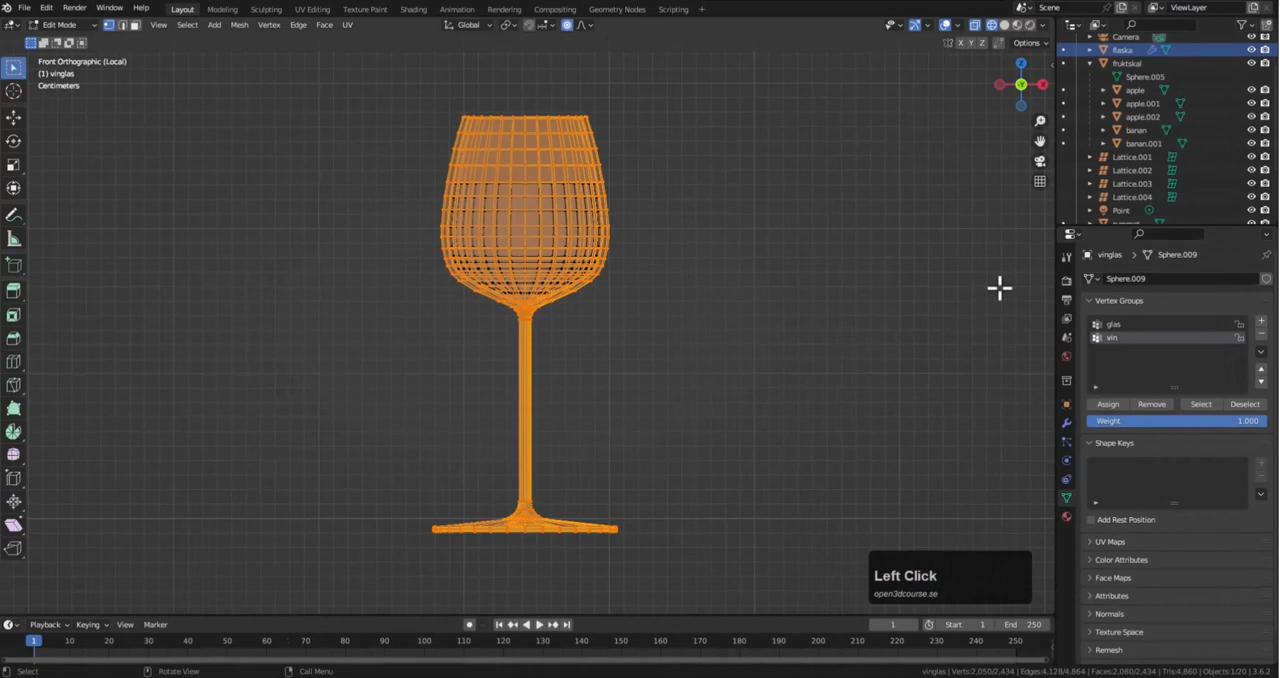 File Edit Render Window Help Layout Modeling Sculpting UV Editing Texture Paint Shading Animation Rendering Compositing Geometry Nodes Scripting Scene ViewLayer
Edit Mode View Select Add Mesh Vertex Edge Face UV Global
X Y Z Options
Front Orthographic (Local)
(1) vinglas
Centimeters
Z
Y
X
Camera
flaska
fruktskal
Sphere.005
apple
apple.001
apple.002
banan
banan.001
Lattice.001
Lattice.002
Lattice.003
Lattice.004
Point
vinglas Sphere.009
Sphere.009
Vertex Groups
glas
vin
Assign Remove Select Deselect
Weight 1.000
Shape Keys
Add Rest Position
UV Maps
Color Attributes
Face Maps
Attributes
Normals
Texture Space
Remesh
Left Click
open3dcourse.se
Playback Keying View Marker 1 Start 1 End 250
1 10 20 30 40 50 60 70 80 90 100 110 120 130 140 150 160 170 180 190 200 210 220 230 240 250
Select Rotate View Call Menu vinglas | Verts:2,050/2,434 | Edges:4,128/4,864 | Faces:2,080/2,434 | Tris:4,860 | Objects:1/20 | 3.6.2